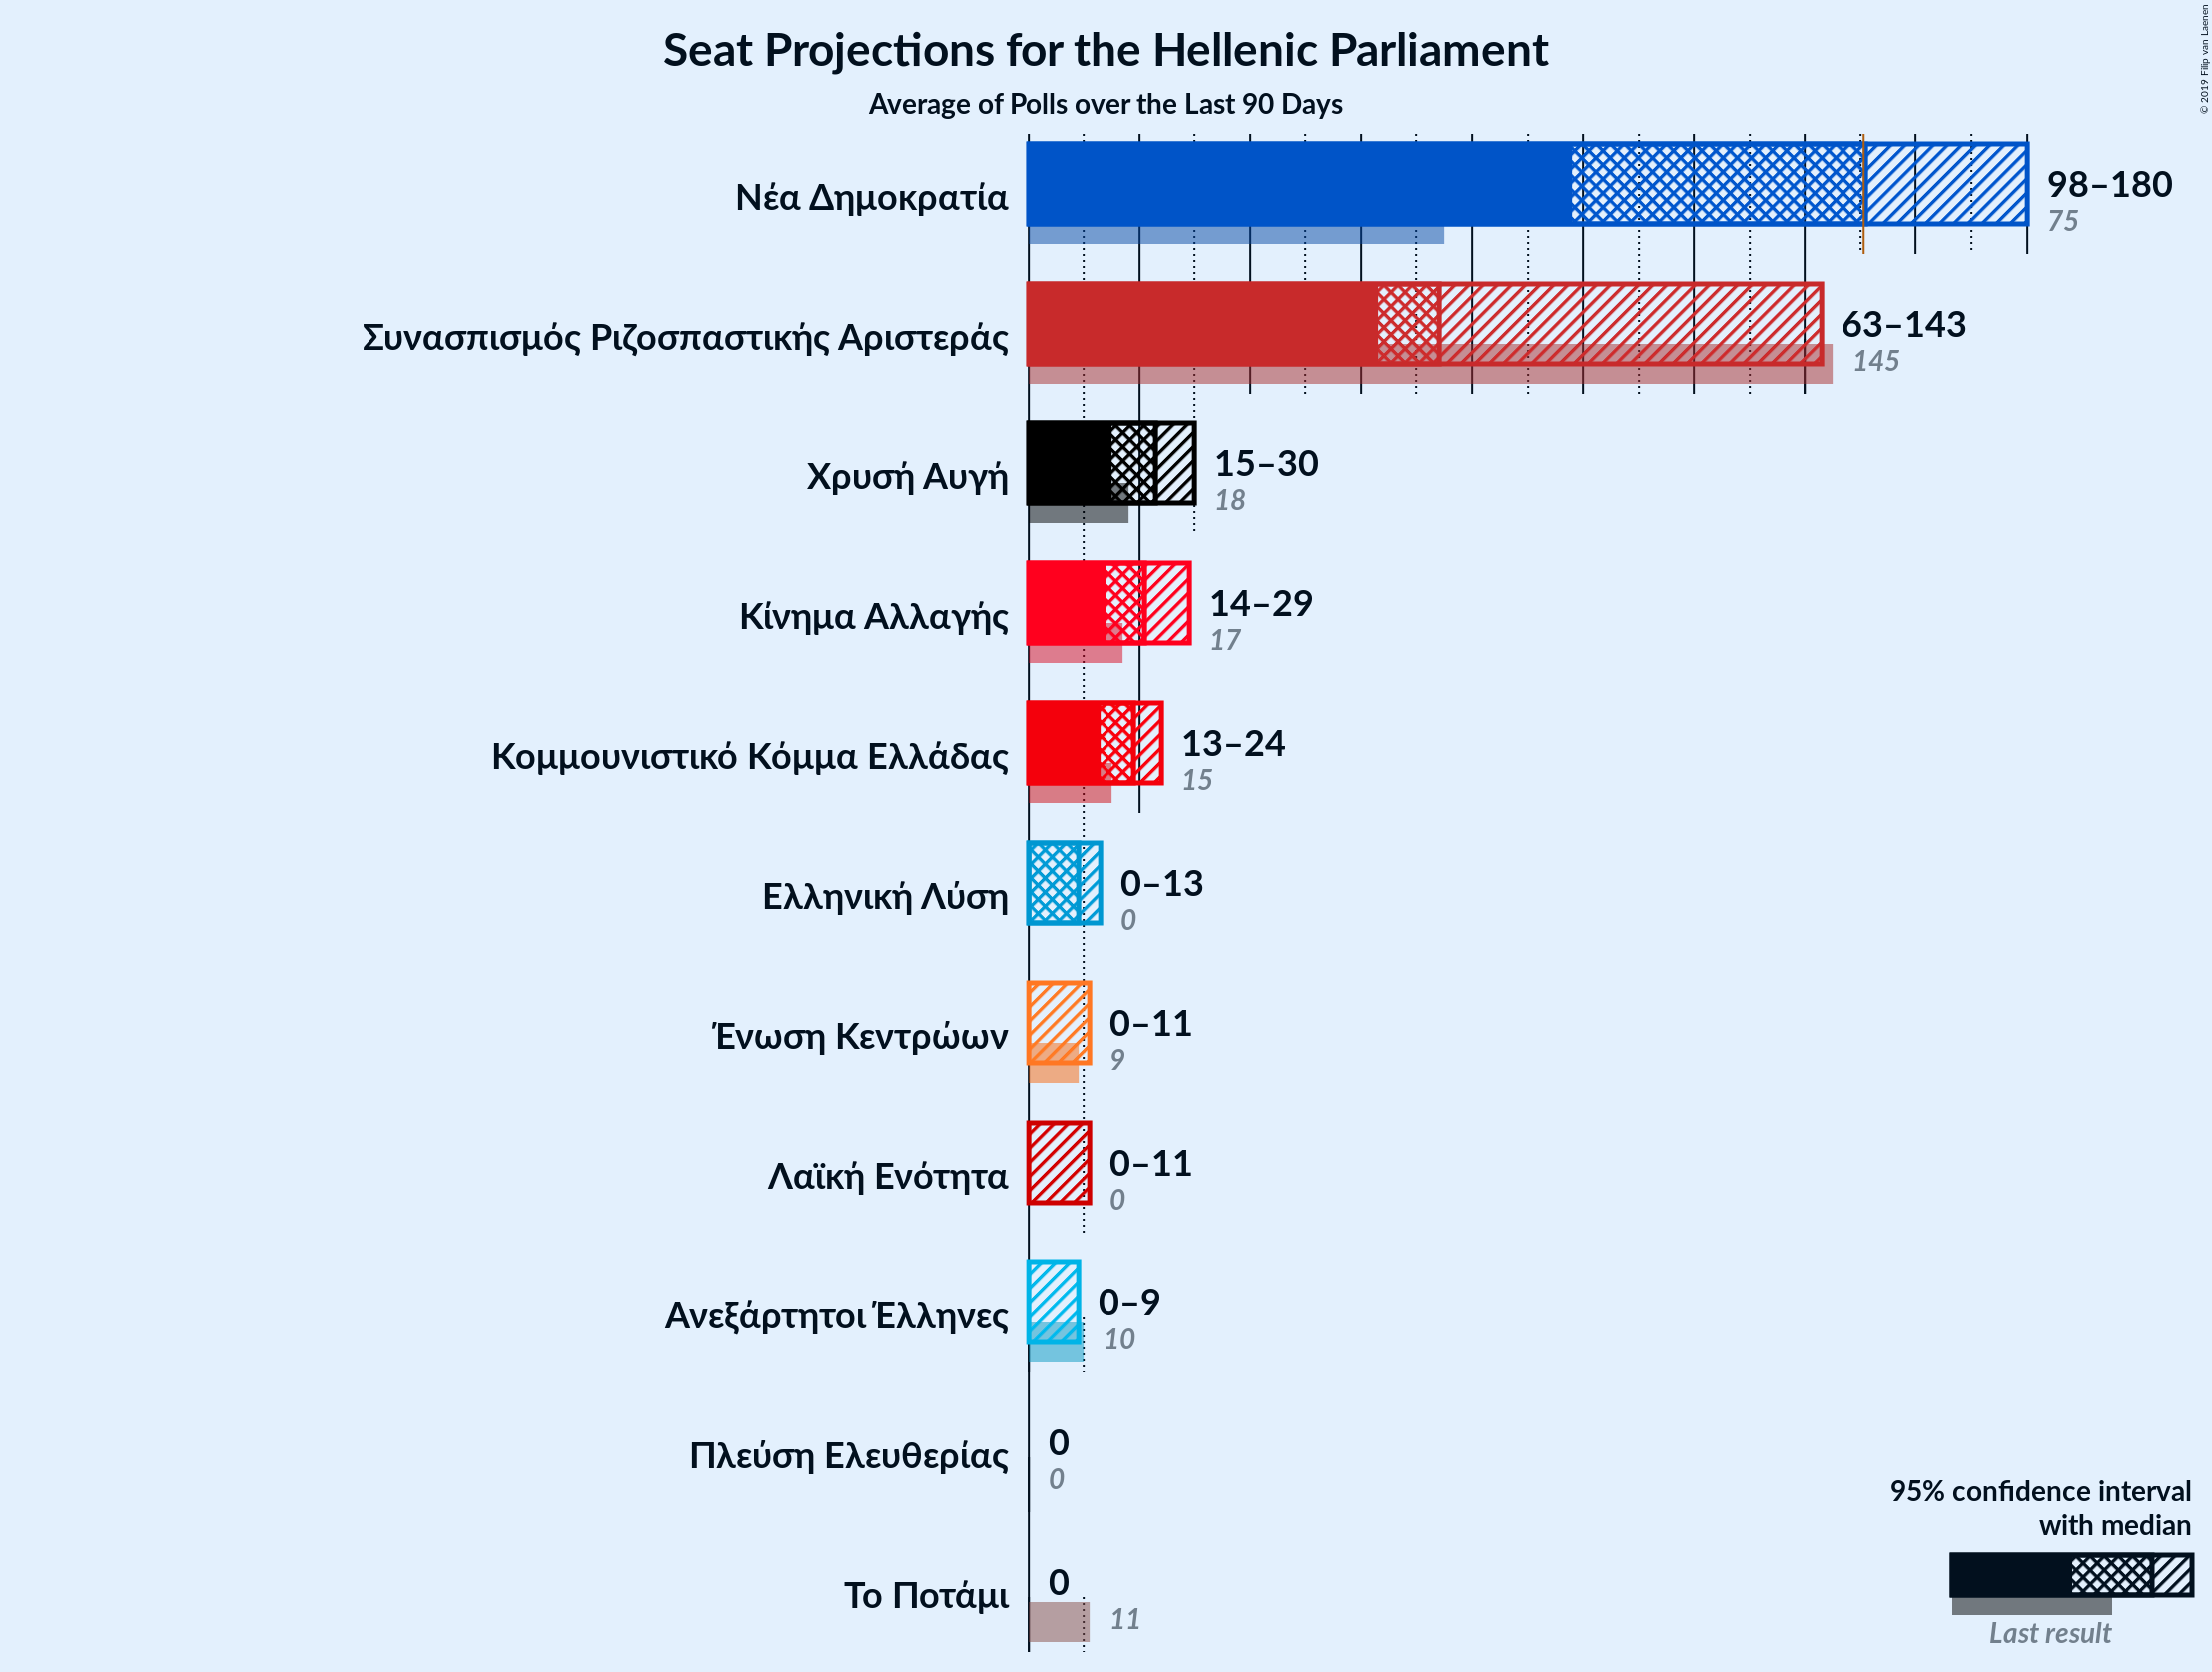 Seat Projections for the Hellenic Parliament
Average of Polls over the Last 90 Days
© 2019 Filip van Laenen
Νέα Δημοκρατία
98–180
75
Συνασπισμός Ριζοσπαστικής Αριστεράς
63–143
145
Χρυσή Αυγή
15–30
18
Κίνημα Αλλαγής
14–29
17
Κομμουνιστικό Κόμμα Ελλάδας
13–24
15
Ελληνική Λύση
0–13
0
Ένωση Κεντρώων
0–11
9
Λαϊκή Ενότητα
0–11
0
Ανεξάρτητοι Έλληνες
0–9
10
Πλεύση Ελευθερίας
0
0
Το Ποτάμι
0
11
95% confidence interval
with median
Last result